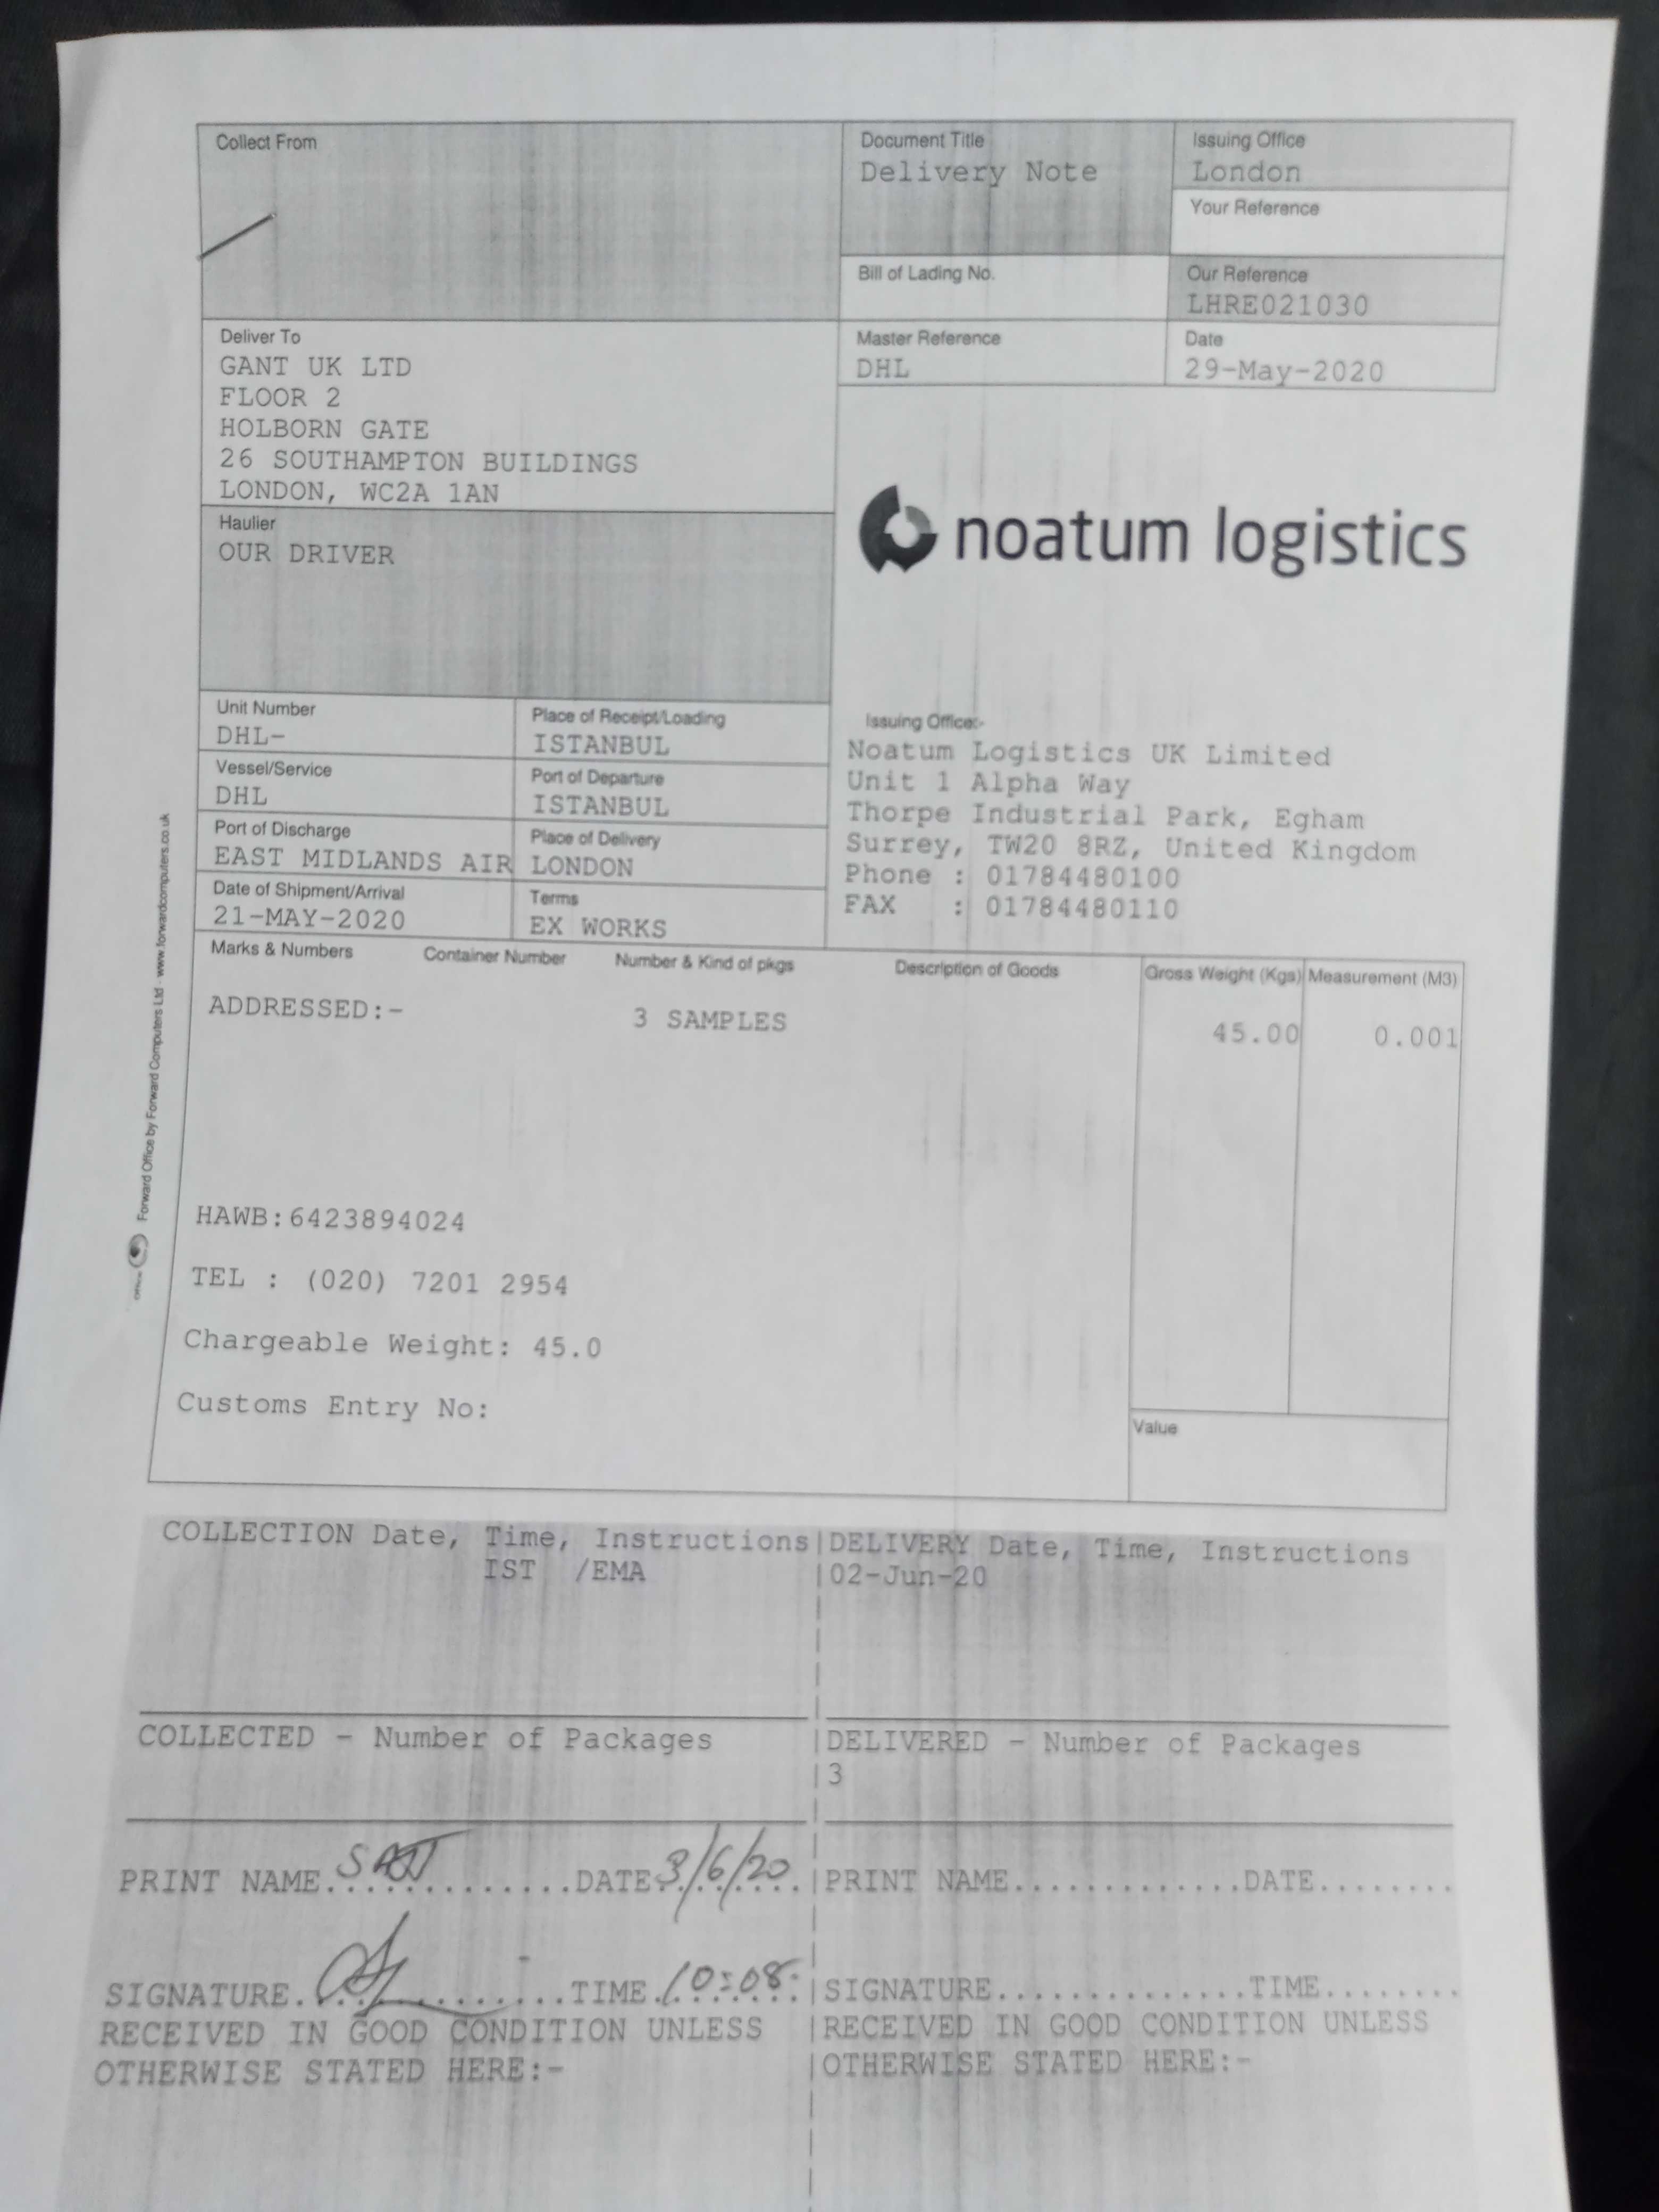 Collect From
Document Title
Delivery Note
Issuing Office
London
Your Reference
Bill of Lading No.
Our Reference
LHRE021030
Deliver To
GANT UK LTD
FLOOR 2
HOLBORN GATE
26 SOUTHAMPTON BUILDINGS
LONDON, WC2A 1AN
Master Reference
DHL
Date
29-May-2020
noatum logistics
Haulier
OUR DRIVER
Unit Number
DHL-
Place of Receipt/Loading
ISTANBUL
Vessel/Service
DHL
Port of Departure
ISTANBUL
Port of Discharge
EAST MIDLANDS AIR
Place of Delivery
LONDON
Date of Shipment/Arrival
21-MAY-2020
Terms
EX WORKS
Issuing Office:-
Noatum Logistics UK Limited
Unit 1 Alpha Way
Thorpe Industrial Park, Egham
Surrey, TW20 8RZ, United Kingdom
Phone : 01784480100
FAX : 01784480110
Marks & Numbers Container Number Number & Kind of pkgs Description of Goods Gross Weight (Kgs) Measurement (M3)
ADDRESSED:- 3 SAMPLES 45.00 0.001
HAWB:6423894024
TEL : (020) 7201 2954
Chargeable Weight: 45.0
Customs Entry No:
Value
Forward Office by Forward Computers Ltd - www.forwardcomputers.co.uk
COLLECTION Date, Time, Instructions
IST /EMA
DELIVERY Date, Time, Instructions
02-Jun-20
COLLECTED - Number of Packages
DELIVERED - Number of Packages
3
PRINT NAME.............DATE 3/6/20
SIGNATURE..............TIME 10:08
RECEIVED IN GOOD CONDITION UNLESS
OTHERWISE STATED HERE:-
PRINT NAME.............DATE........
SIGNATURE..............TIME........
RECEIVED IN GOOD CONDITION UNLESS
OTHERWISE STATED HERE:-